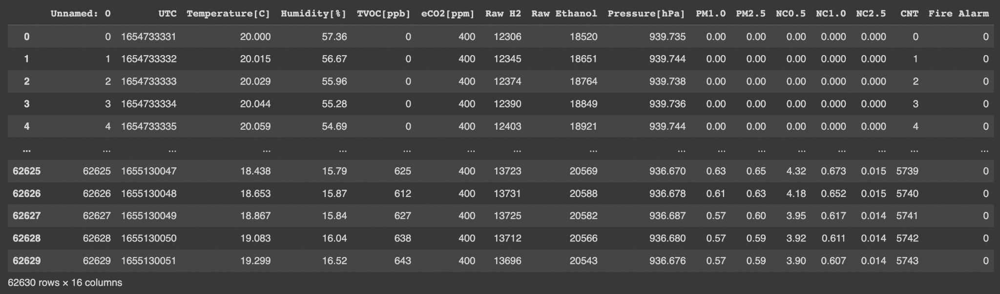 Unnamed: 0 UTC Temperature[C] Humidity[%] TVOC[ppb] eCO2[ppm] Raw H2 Raw Ethanol Pressure[hPa] PM1.0 PM2.5 NC0.5 NC1.0 NC2.5 CNT Fire Alarm
0 0 1654733331 20.000 57.36 0 400 12306 18520 939.735 0.00 0.00 0.00 0.000 0.000 0 0
1 1 1654733332 20.015 56.67 0 400 12345 18651 939.744 0.00 0.00 0.00 0.000 0.000 1 0
2 2 1654733333 20.029 55.96 0 400 12374 18764 939.738 0.00 0.00 0.00 0.000 0.000 2 0
3 3 1654733334 20.044 55.28 0 400 12390 18849 939.736 0.00 0.00 0.00 0.000 0.000 3 0
4 4 1654733335 20.059 54.69 0 400 12403 18921 939.744 0.00 0.00 0.00 0.000 0.000 4 0
... ... ... ... ... ... ... ... ... ... ... ... ... ... ... ... ...
62625 62625 1655130047 18.438 15.79 625 400 13723 20569 936.670 0.63 0.65 4.32 0.673 0.015 5739 0
62626 62626 1655130048 18.653 15.87 612 400 13731 20588 936.678 0.61 0.63 4.18 0.652 0.015 5740 0
62627 62627 1655130049 18.867 15.84 627 400 13725 20582 936.687 0.57 0.60 3.95 0.617 0.014 5741 0
62628 62628 1655130050 19.083 16.04 638 400 13712 20566 936.680 0.57 0.59 3.92 0.611 0.014 5742 0
62629 62629 1655130051 19.299 16.52 643 400 13696 20543 936.676 0.57 0.59 3.90 0.607 0.014 5743 0
62630 rows × 16 columns